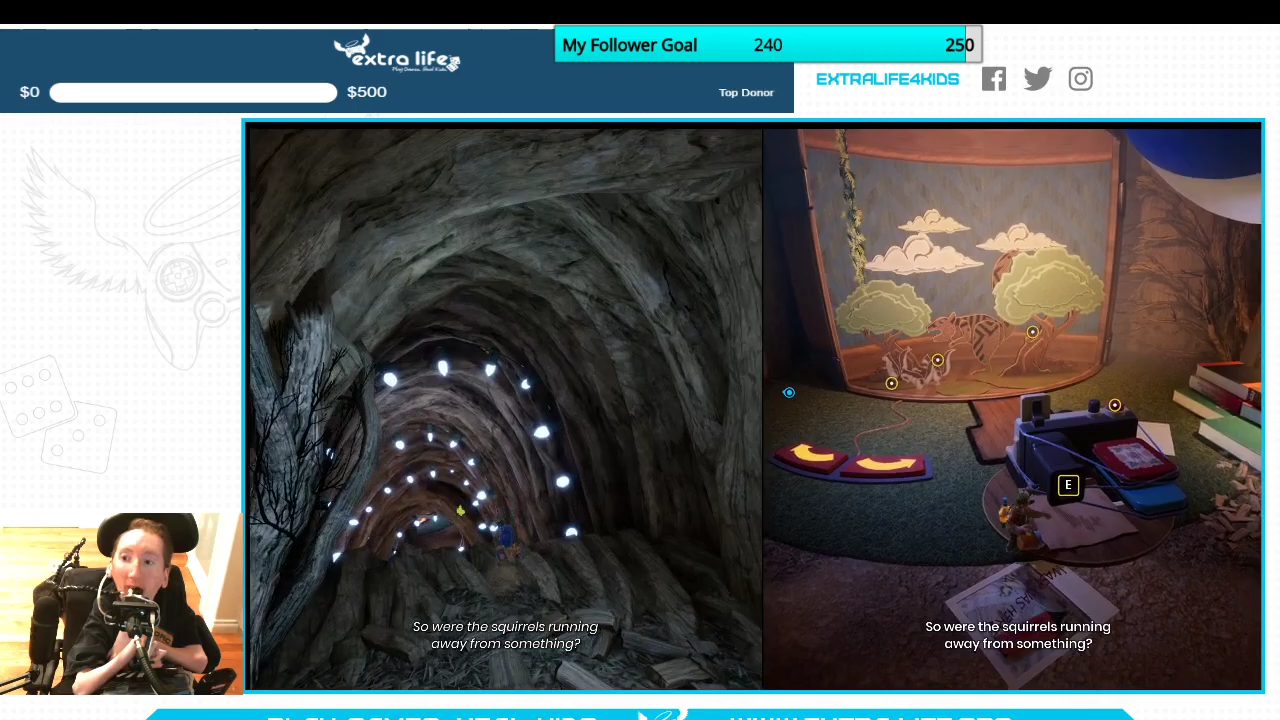 My Follower Goal 240 250
extra life
Play Games. Heal Kids.
$0 $500 Top Donor
EXTRALIFE4KIDS
E
So were the squirrels running
away from something?
So were the squirrels running
away from something?